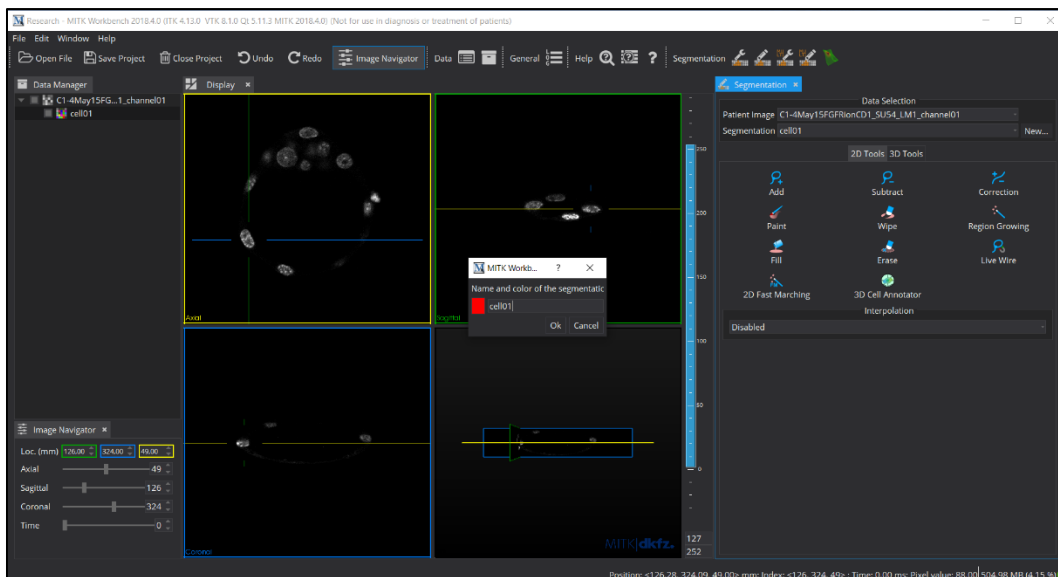 Research - MITK Workbench 2018.4.0 (ITK 4.13.0 VTK 8.1.0 Qt 5.11.3 MITK 2018.4.0) (Not for use in diagnosis or treatment of patients)
File Edit Window Help
Open File Save Project Close Project Undo Redo Image Navigator Data General Help Segmentation
Data Manager
C1-4May15FG...1_channel01
cell01
Display
Axial
Sagittal
Coronal
MITK dkfz.
250
200
150
100
50
0
127
252
MITK Workb... ? ×
Name and color of the segmentatic
cell01
Ok Cancel
Segmentation
Data Selection
Patient Image C1-4May15FGFRionCD1_SU54_LM1_channel01
Segmentation cell01 New...
2D Tools 3D Tools
Add Subtract Correction
Paint Wipe Region Growing
Fill Erase Live Wire
2D Fast Marching 3D Cell Annotator
Interpolation
Disabled
Image Navigator
Loc. (mm) 126.00 324.00 49.00
Axial 49
Sagittal 126
Coronal 324
Time 0
Position: <126.28, 324.09, 49.00> mm; Index: <126, 324, 49> ; Time: 0.00 ms; Pixel value: 88.00 504.98 MB (4.15 %)